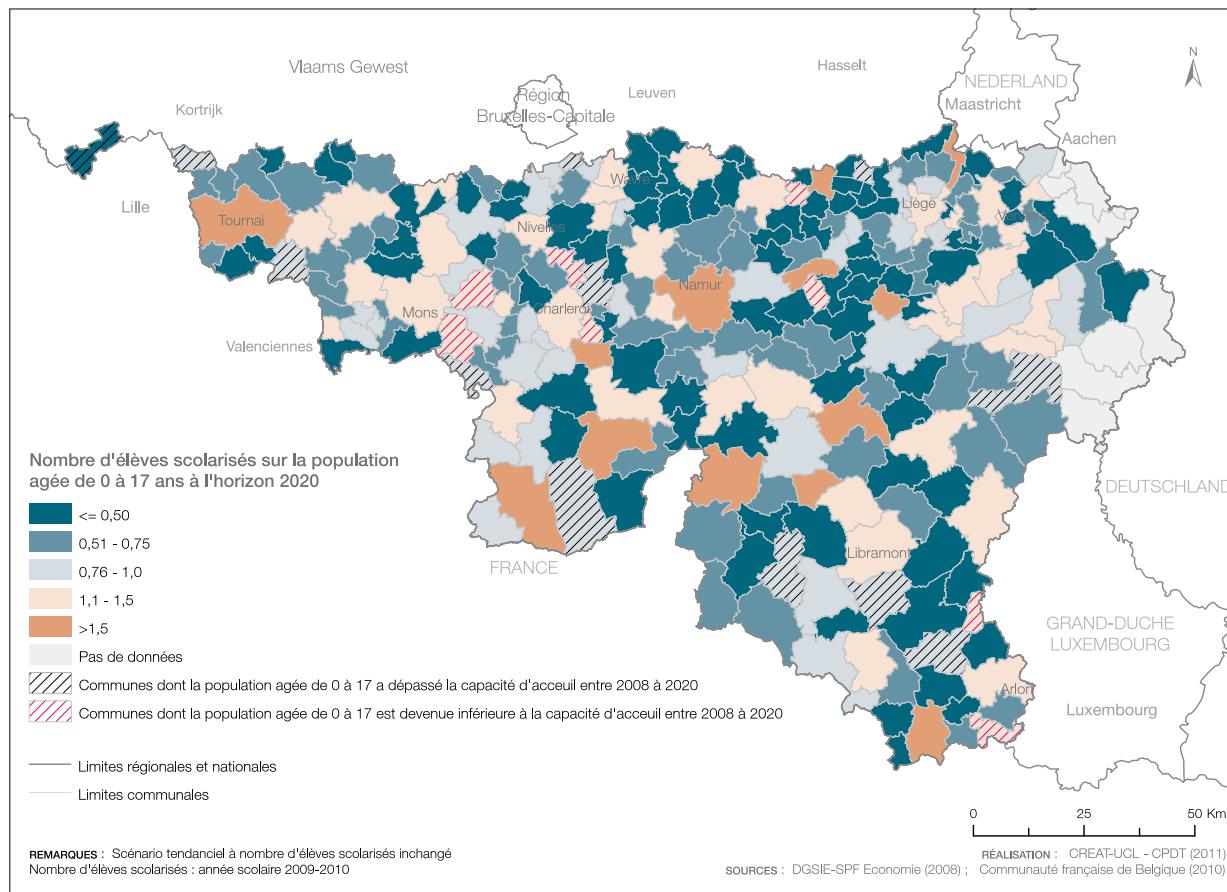 Hasselt
N
Vlaams Gewest
NEDERLAND
Région
Leuven
Maastricht
Kortrijk
Bruxelles-Capitale
Aachen
Wavre
Lille
Tournai
Liège
Nivelles
Namur
Mons
Charleroi
Valenciennes
Nombre d'élèves scolarisés sur la population
agée de 0 à 17 ans à l'horizon 2020
<= 0,50
0,51 - 0,75
0,76 - 1,0
1,1 - 1,5
>1,5
Pas de données
Communes dont la population agée de 0 à 17 a dépassé la capacité d'acceuil entre 2008 à 2020
Communes dont la population agée de 0 à 17 est devenue inférieure à la capacité d'acceuil entre 2008 à 2020
Limites régionales et nationales
Limites communales
DEUTSCHLAND
FRANCE
Libramont
GRAND-DUCHE
LUXEMBOURG
Arlon
Luxembourg
0 25 50 Km
REMARQUES : Scénario tendanciel à nombre d'élèves scolarisés inchangé
Nombre d'élèves scolarisés : année scolaire 2009-2010
RÉALISATION : CREAT-UCL - CPDT (2011)
SOURCES : DGSIE-SPF Economie (2008) ; Communauté française de Belgique (2010)